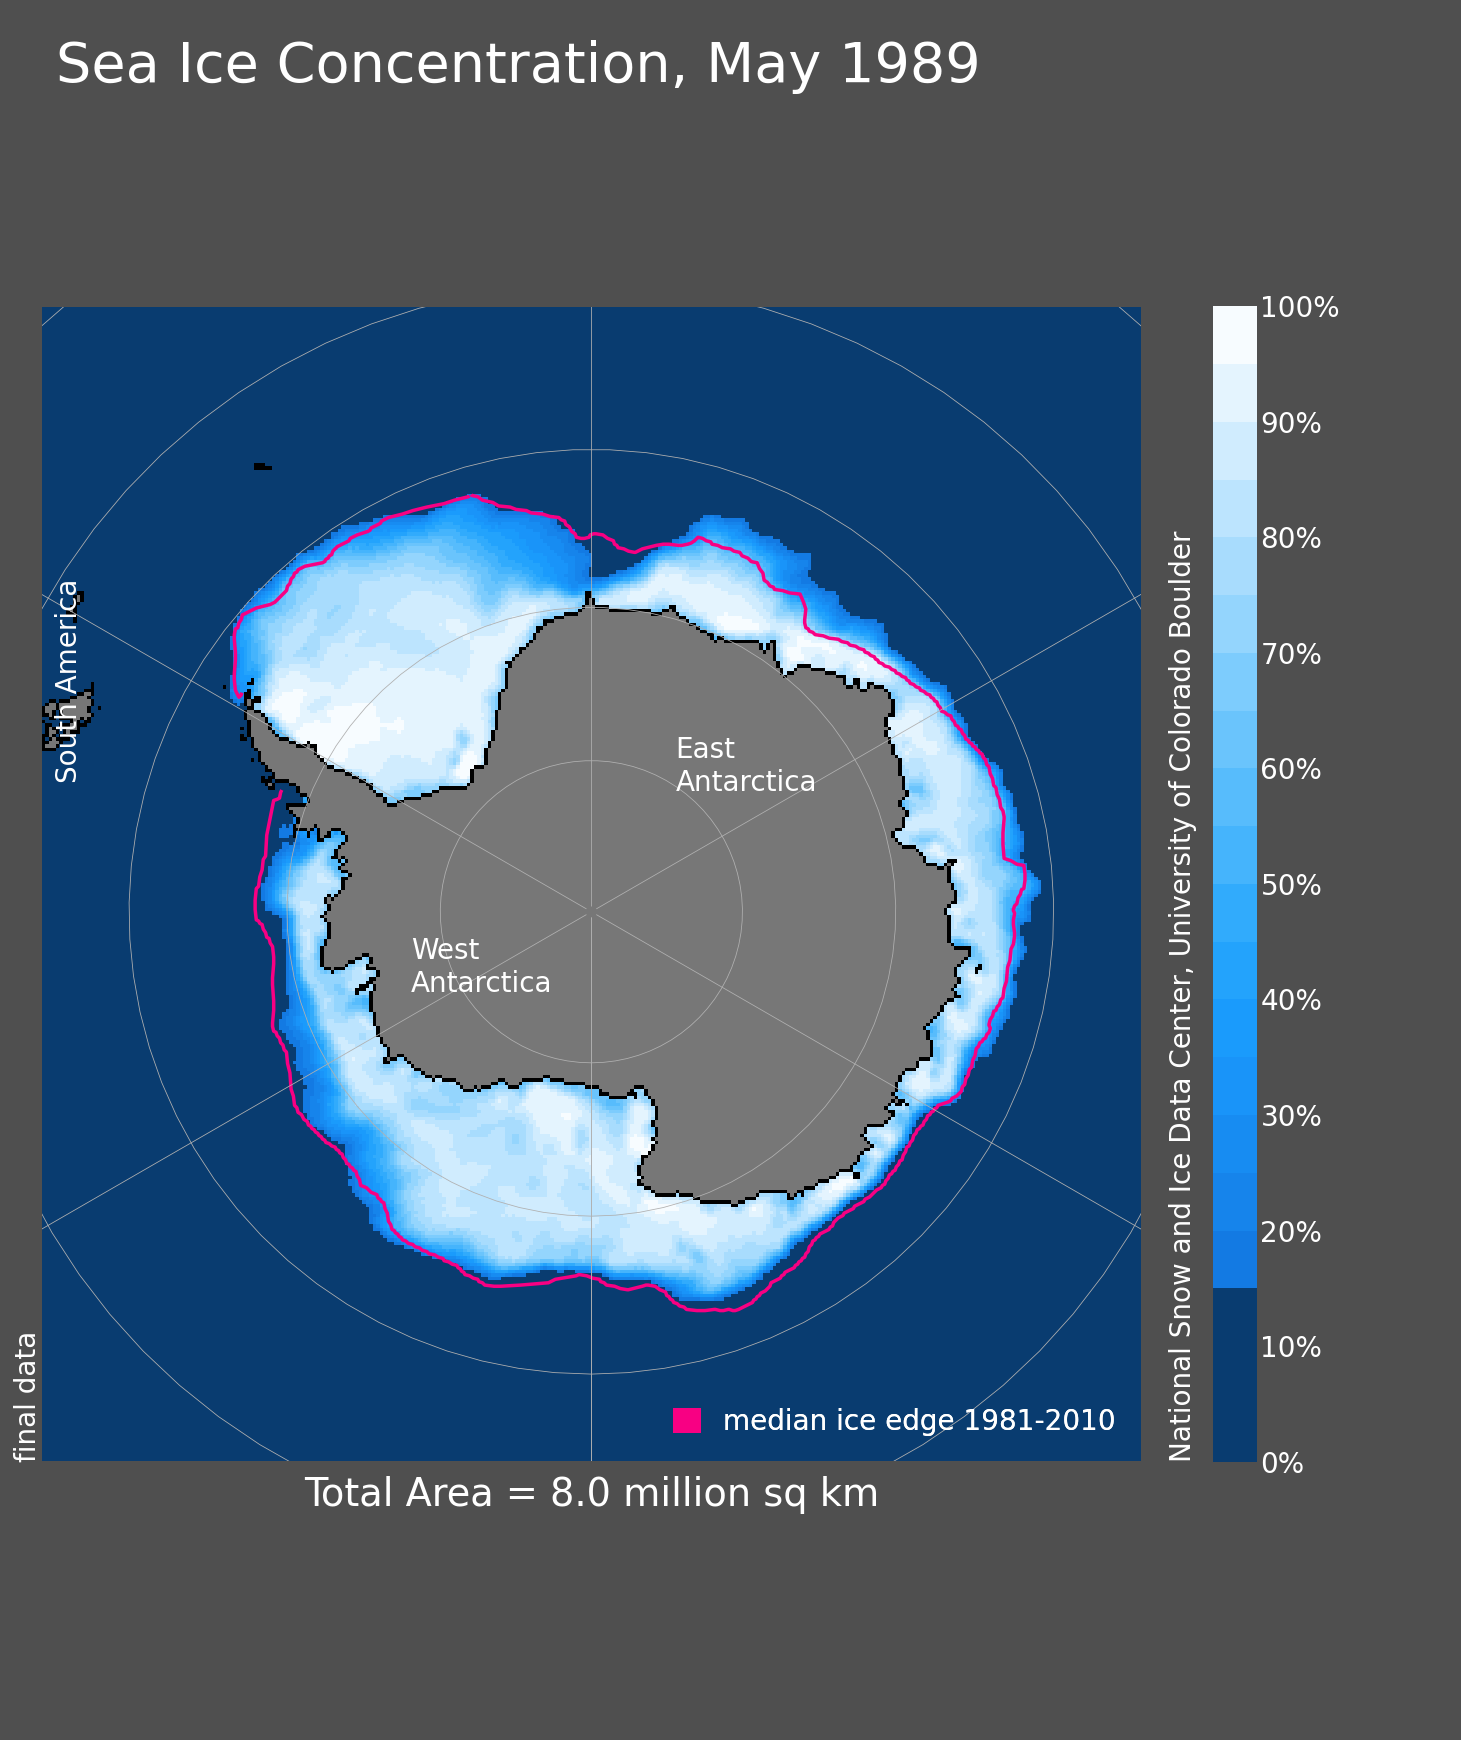 Sea Ice Concentration, May 1989
South America
East
Antarctica
West
Antarctica
median ice edge 1981-2010
final data
Total Area = 8.0 million sq km
National Snow and Ice Data Center, University of Colorado Boulder
100%
90%
80%
70%
60%
50%
40%
30%
20%
10%
0%